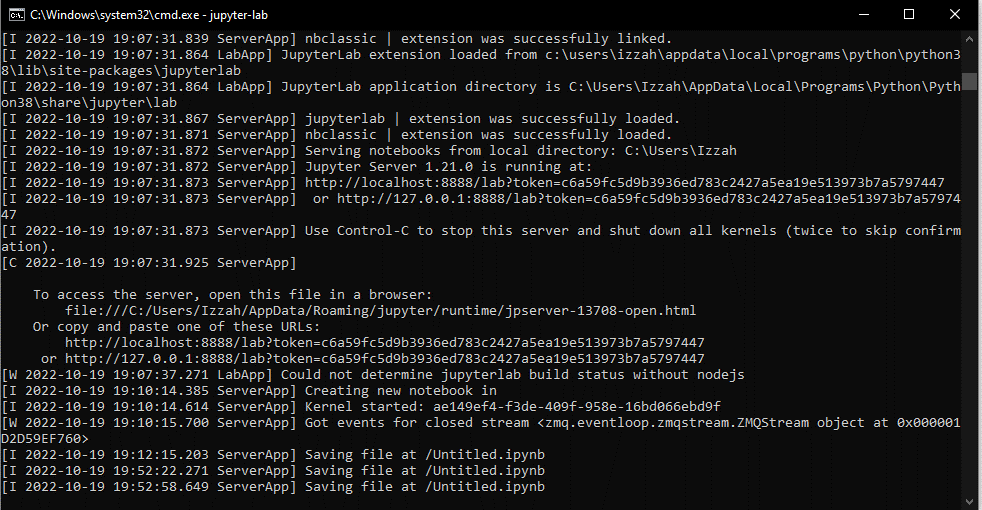 C:\Windows\system32\cmd.exe - jupyter-lab
[I 2022-10-19 19:07:31.839 ServerApp] nbclassic | extension was successfully linked.
[I 2022-10-19 19:07:31.864 LabApp] JupyterLab extension loaded from c:\users\izzah\appdata\local\programs\python\python3
8\lib\site-packages\jupyterlab
[I 2022-10-19 19:07:31.864 LabApp] JupyterLab application directory is C:\Users\Izzah\AppData\Local\Programs\Python\Pyth
on38\share\jupyter\lab
[I 2022-10-19 19:07:31.867 ServerApp] jupyterlab | extension was successfully loaded.
[I 2022-10-19 19:07:31.871 ServerApp] nbclassic | extension was successfully loaded.
[I 2022-10-19 19:07:31.872 ServerApp] Serving notebooks from local directory: C:\Users\Izzah
[I 2022-10-19 19:07:31.872 ServerApp] Jupyter Server 1.21.0 is running at:
[I 2022-10-19 19:07:31.873 ServerApp] http://localhost:8888/lab?token=c6a59fc5d9b3936ed783c2427a5ea19e513973b7a5797447
[I 2022-10-19 19:07:31.873 ServerApp]  or http://127.0.0.1:8888/lab?token=c6a59fc5d9b3936ed783c2427a5ea19e513973b7a57974
47
[I 2022-10-19 19:07:31.873 ServerApp] Use Control-C to stop this server and shut down all kernels (twice to skip confirm
ation).
[C 2022-10-19 19:07:31.925 ServerApp]
To access the server, open this file in a browser:
file:///C:/Users/Izzah/AppData/Roaming/jupyter/runtime/jpserver-13708-open.html
Or copy and paste one of these URLs:
http://localhost:8888/lab?token=c6a59fc5d9b3936ed783c2427a5ea19e513973b7a5797447
or http://127.0.0.1:8888/lab?token=c6a59fc5d9b3936ed783c2427a5ea19e513973b7a5797447
[W 2022-10-19 19:07:37.271 LabApp] Could not determine jupyterlab build status without nodejs
[I 2022-10-19 19:10:14.385 ServerApp] Creating new notebook in
[I 2022-10-19 19:10:14.614 ServerApp] Kernel started: ae149ef4-f3de-409f-958e-16bd066ebd9f
[W 2022-10-19 19:10:15.700 ServerApp] Got events for closed stream <zmq.eventloop.zmqstream.ZMQStream object at 0x000001
D2D59EF760>
[I 2022-10-19 19:12:15.203 ServerApp] Saving file at /Untitled.ipynb
[I 2022-10-19 19:52:22.271 ServerApp] Saving file at /Untitled.ipynb
[I 2022-10-19 19:52:58.649 ServerApp] Saving file at /Untitled.ipynb